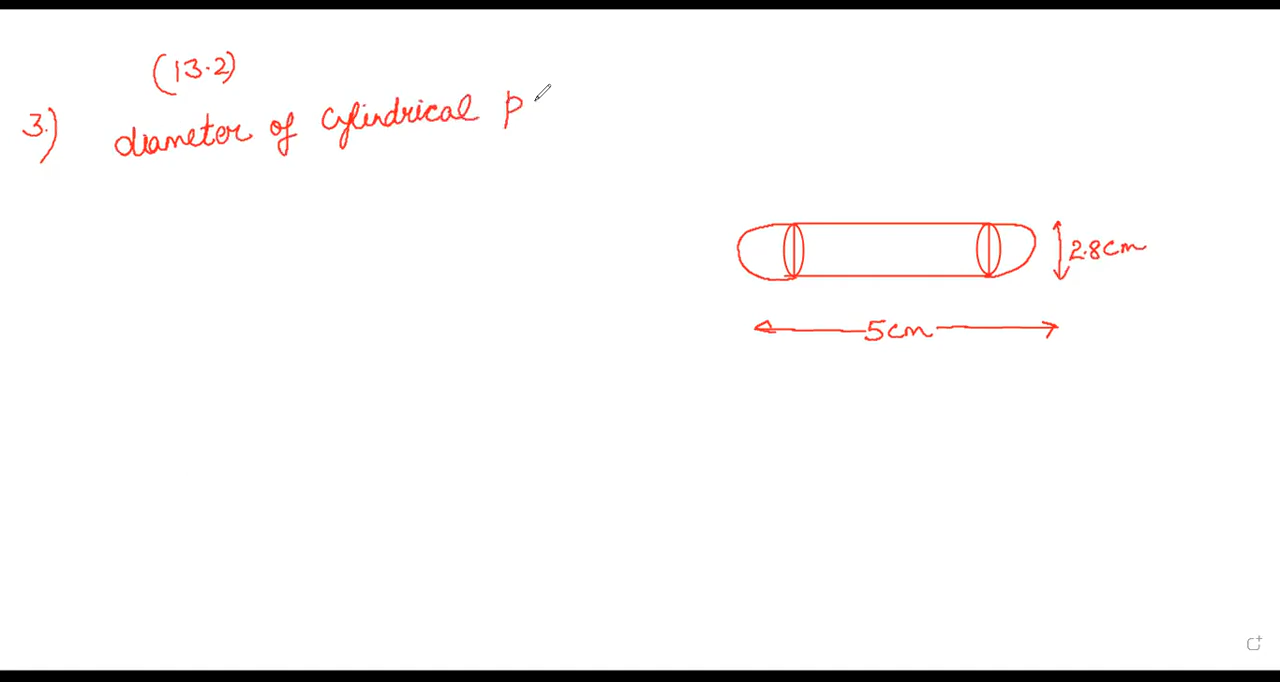 (13.2)
3.) diameter of cylindrical p
2.8cm
5cm